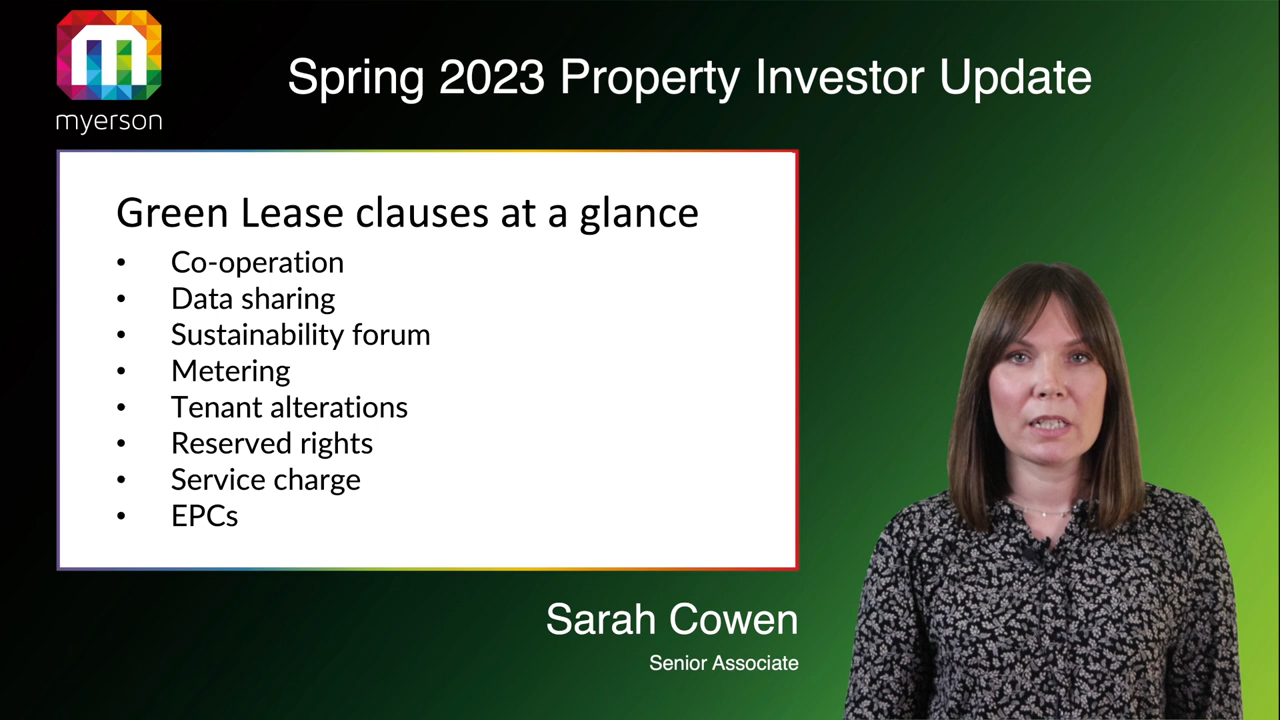 myerson
Spring 2023 Property Investor Update
Green Lease clauses at a glance
• Co-operation
• Data sharing
• Sustainability forum
• Metering
• Tenant alterations
• Reserved rights
• Service charge
• EPCs
Sarah Cowen
Senior Associate